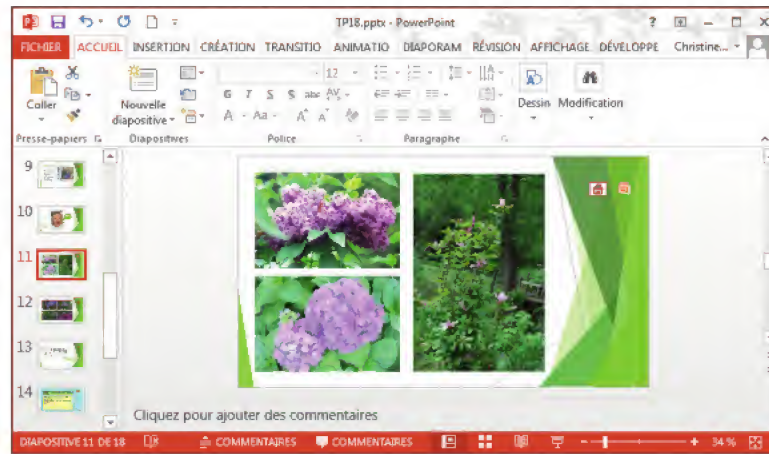 TP18.pptx - PowerPoint
FICHIER ACCUEIL INSERTION CRÉATION TRANSITIO ANIMATIO DIAPORAM RÉVISION AFFICHAGE DÉVELOPPE Christine...
12
Coller Nouvelle diapositive G I S S abc AV Dessin Modification
A Aa A A
Presse-papiers Diapositives Police Paragraphe
9
10
11
12
13
14
Cliquez pour ajouter des commentaires
DIAPOSITIVE 11 DE 18 COMMENTAIRES COMMENTAIRES 34 %